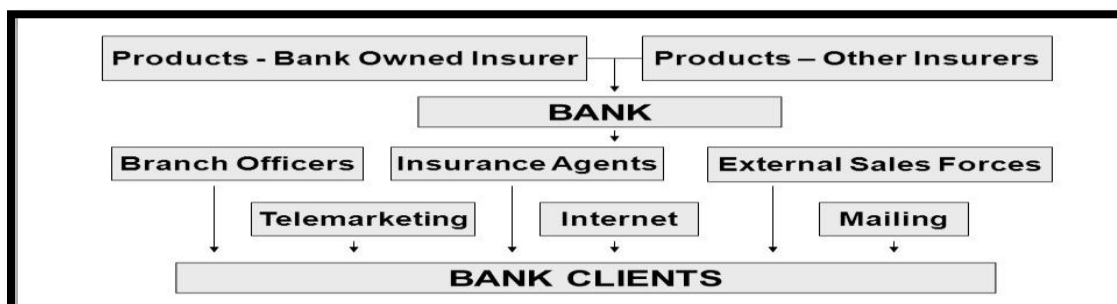 Products - Bank Owned Insurer
Products – Other Insurers
BANK
Branch Officers
Insurance Agents
External Sales Forces
Telemarketing
Internet
Mailing
BANK CLIENTS